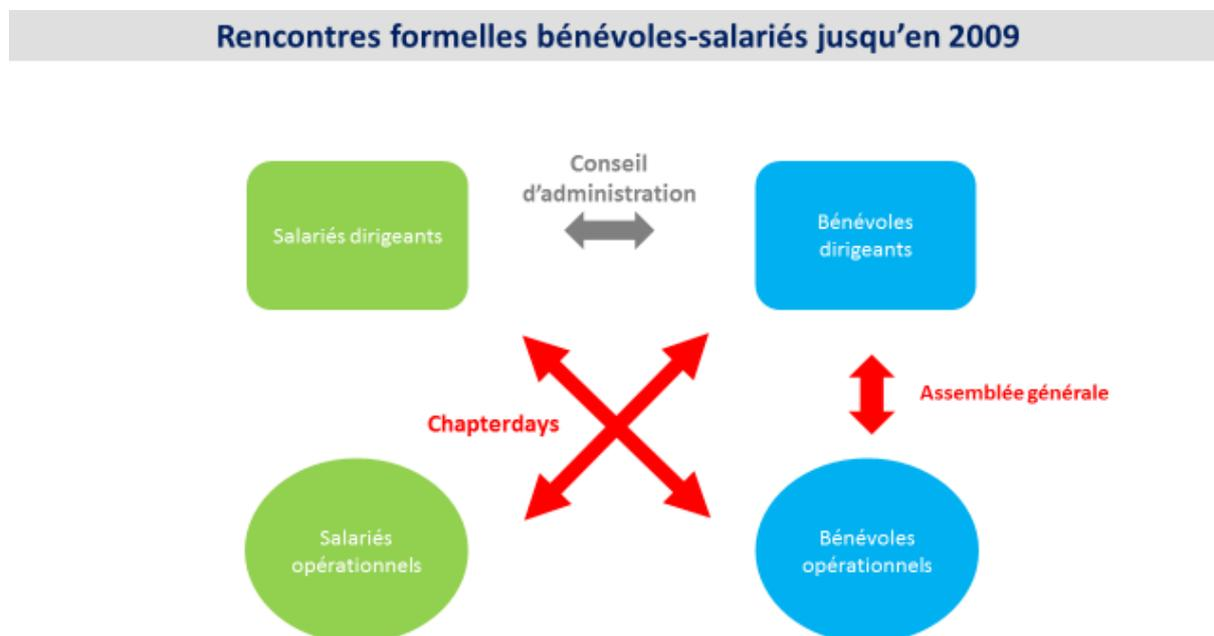 Rencontres formelles bénévoles-salariés jusqu’en 2009
Conseil
d’administration
Salariés dirigeants
Bénévoles
dirigeants
Chapterdays
Assemblée générale
Salariés
opérationnels
Bénévoles
opérationnels